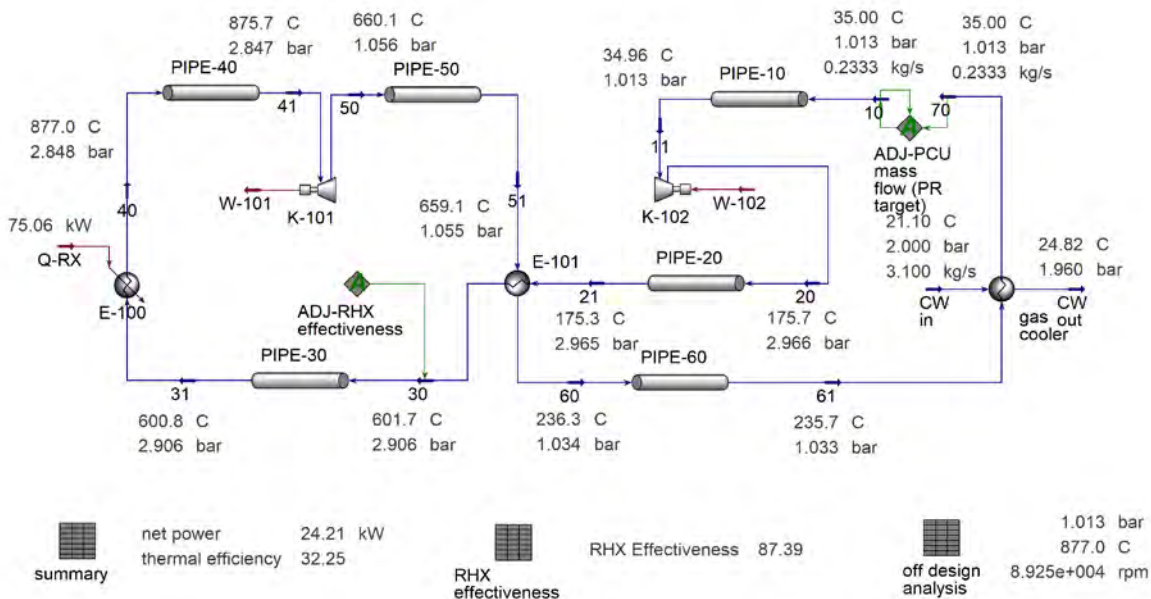 875.7 C
2.847 bar
660.1 C
1.056 bar
35.00 C
1.013 bar
0.2333 kg/s
35.00 C
1.013 bar
0.2333 kg/s
34.96 C
1.013 bar
PIPE-40
PIPE-50
PIPE-10
41
50
10
70
11
877.0 C
2.848 bar
ADJ-PCU
mass
flow (PR
target)
W-101
K-101
K-102
W-102
40
51
659.1 C
1.055 bar
75.06 kW
Q-RX
E-100
21.10 C
2.000 bar
3.100 kg/s
24.82 C
1.960 bar
E-101
PIPE-20
21
20
CW
in
gas
cooler
CW
out
ADJ-RHX
effectiveness
175.3 C
2.965 bar
175.7 C
2.966 bar
PIPE-30
PIPE-60
31
30
60
61
600.8 C
2.906 bar
601.7 C
2.906 bar
236.3 C
1.034 bar
235.7 C
1.033 bar
summary
net power 24.21 kW
thermal efficiency 32.25
RHX
effectiveness
RHX Effectiveness 87.39
off design
analysis
1.013 bar
877.0 C
8.925e+004 rpm